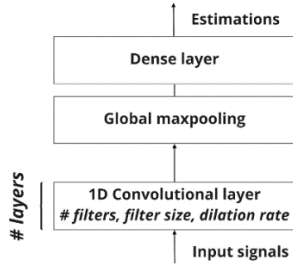 Estimations
Dense layer
Global maxpooling
# layers
1D Convolutional layer
# filters, filter size, dilation rate
Input signals